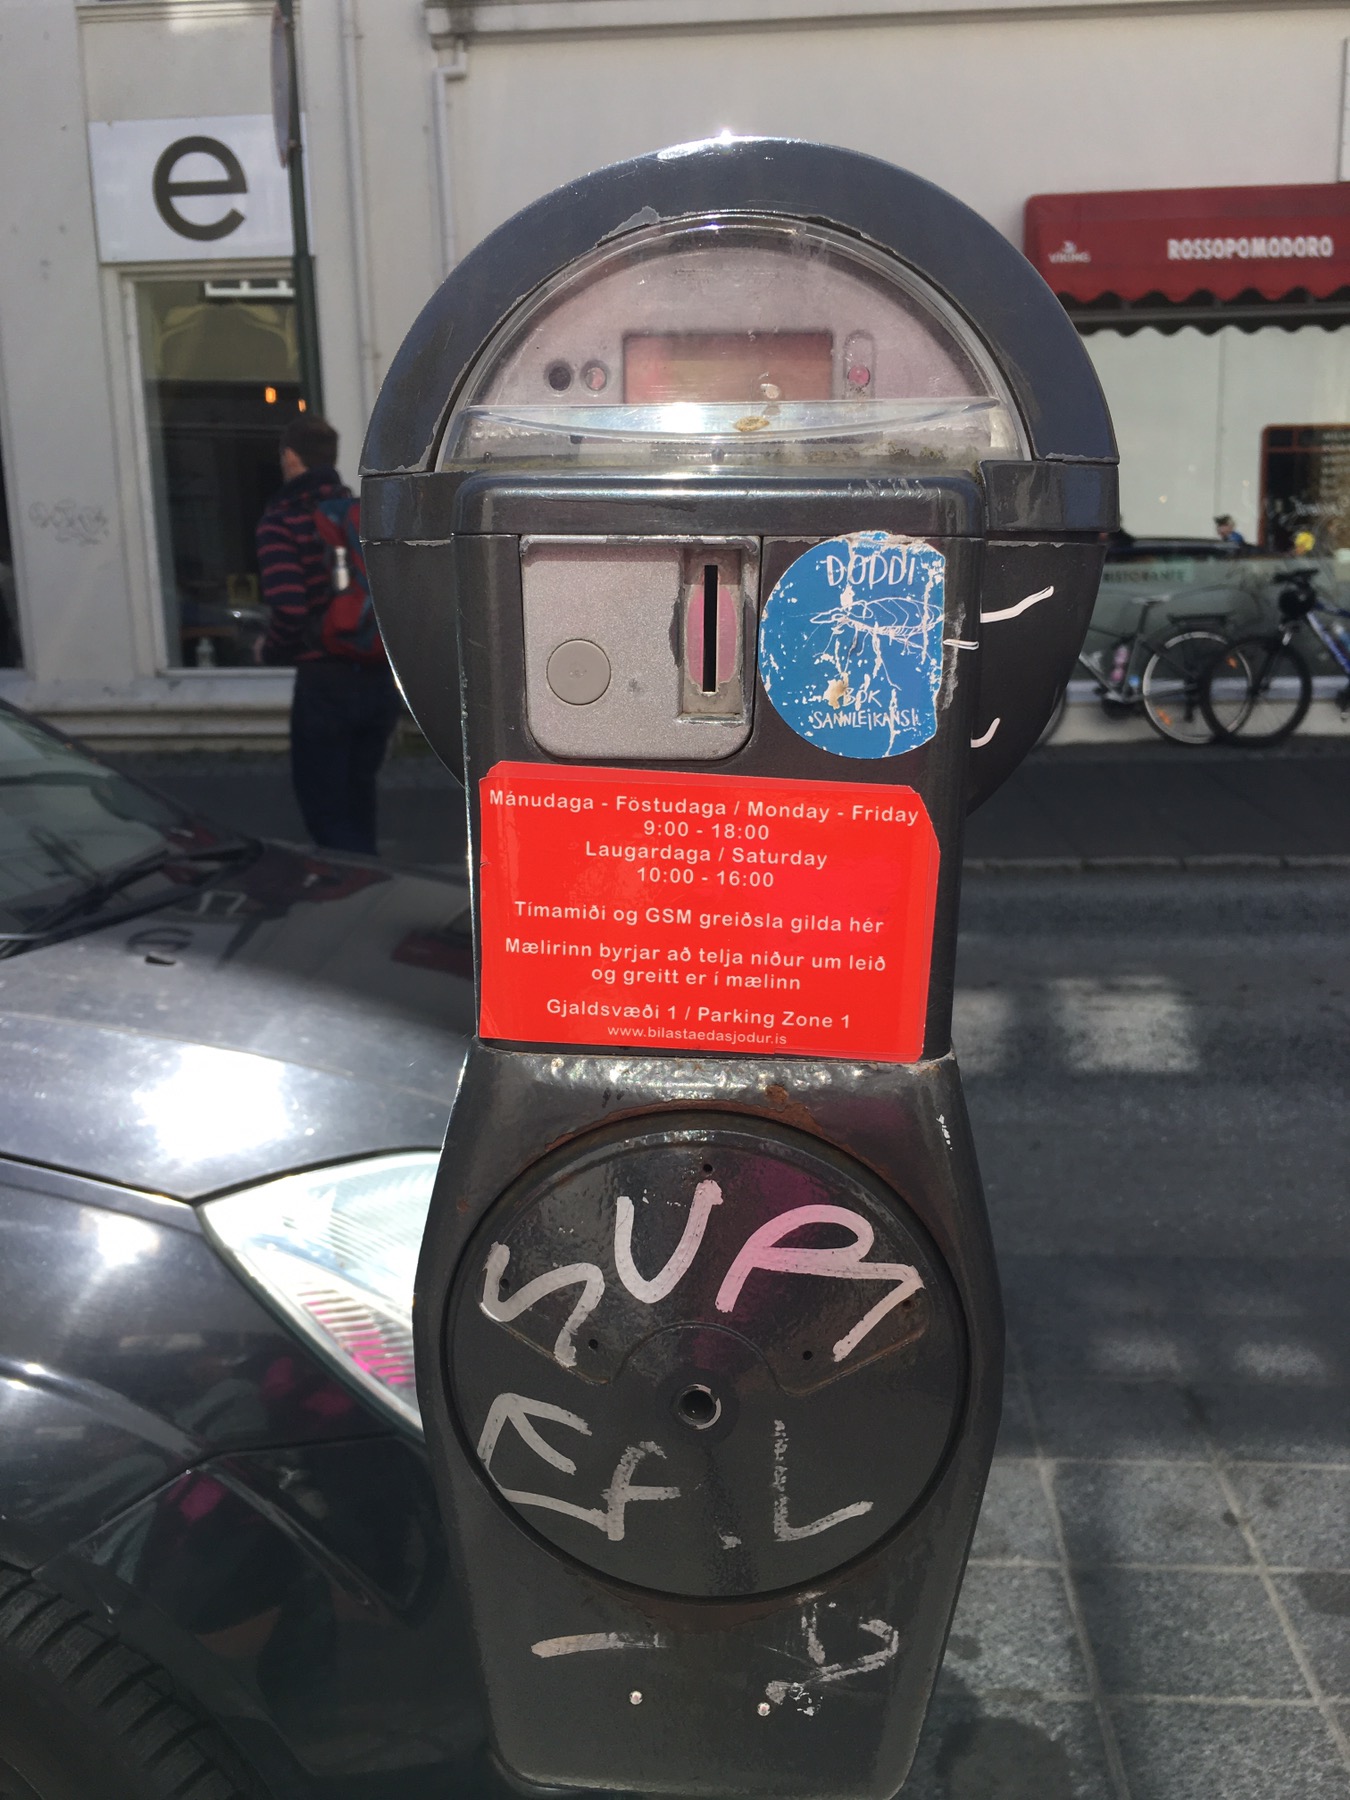 e
VIKING
ROSSOPOMODORO
DODDI
BÓK
SANNLEIKANS!
Mánudaga - Föstudaga / Monday - Friday
9:00 - 18:00
Laugardaga / Saturday
10:00 - 16:00
Tímamiði og GSM greiðsla gilda hér
Mælirinn byrjar að telja niður um leið
og greitt er í mælinn
Gjaldsvæði 1 / Parking Zone 1
www.bilastaedasjodur.is
SUR